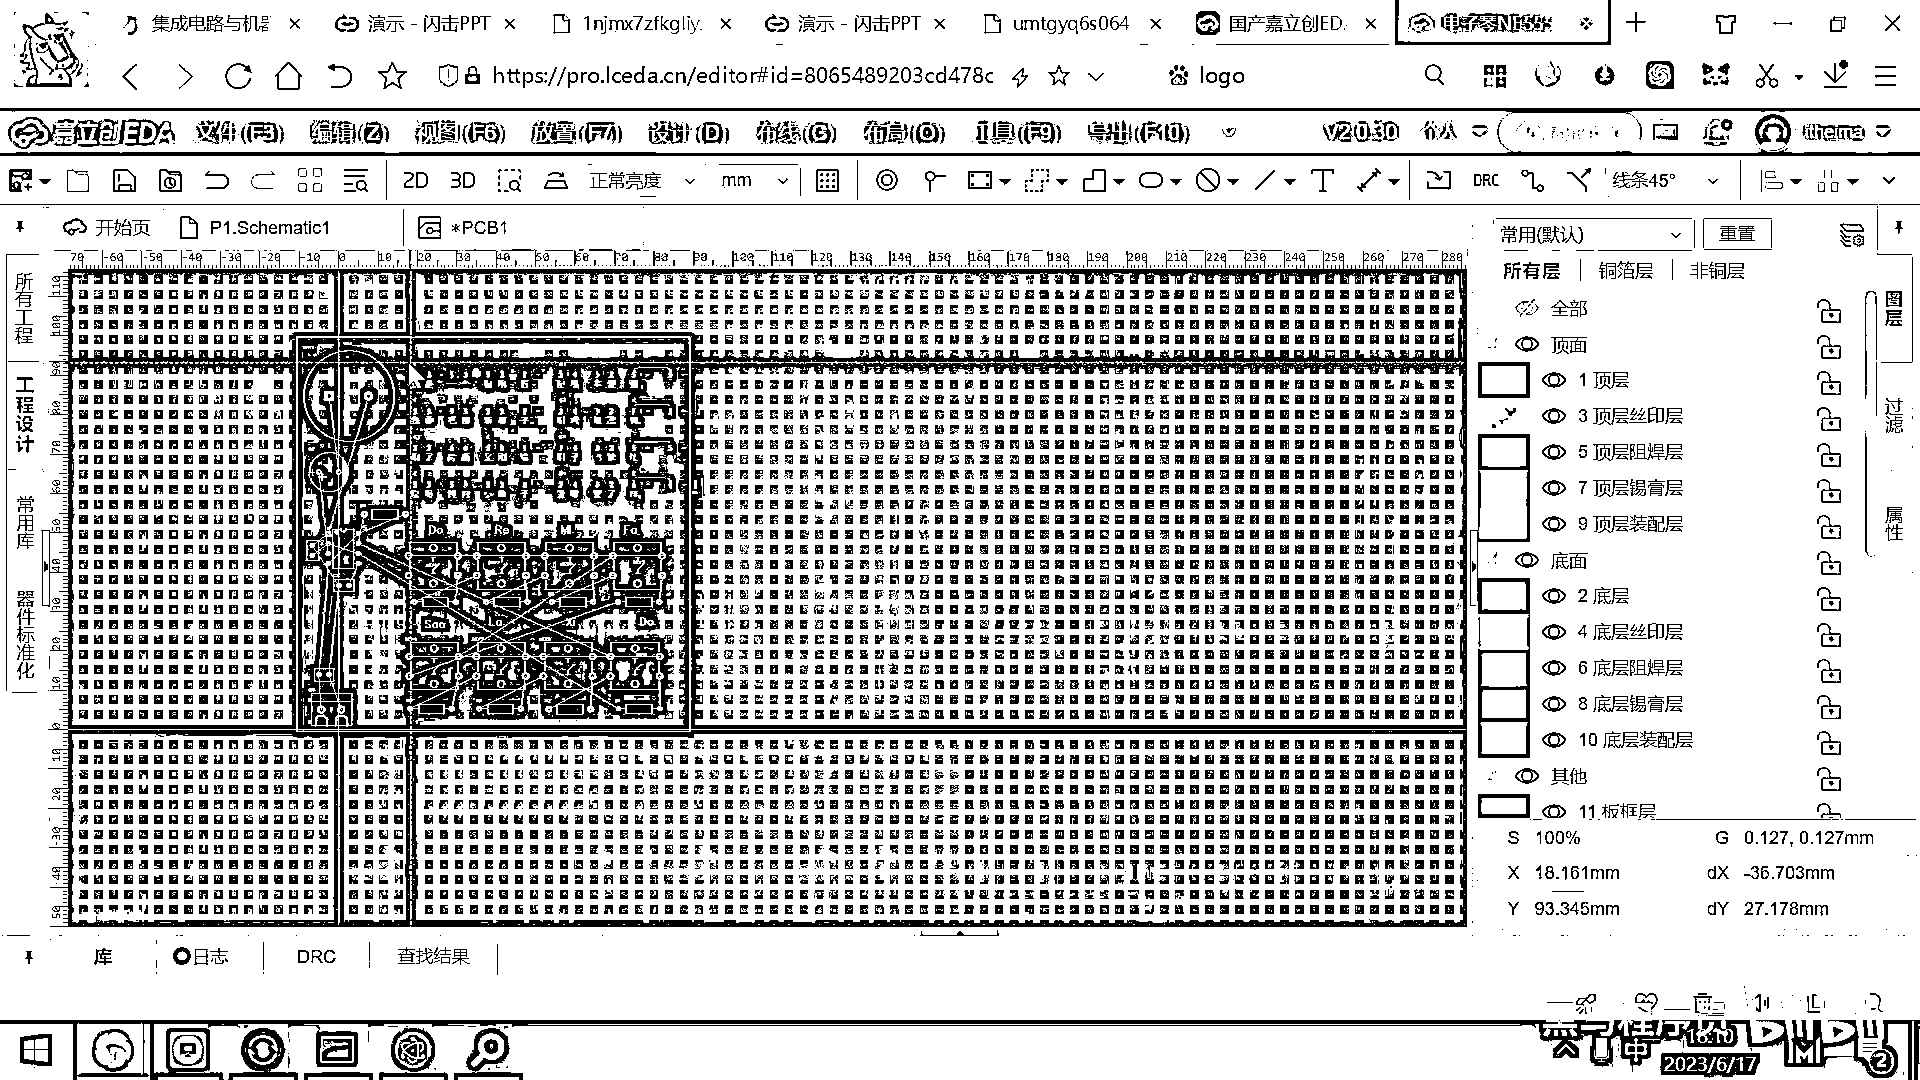 集成电路与机器
演示 - 闪击PPT
1njmx7zfkgliy.
演示 - 闪击PPT
umtgyq6s064
国产嘉立创ED
https://pro.lceda.cn/editor#id=8065489203cd478c
logo
嘉立创EDA
文件(F3)
编辑(Z)
视图(F6)
放置(F7)
设计(D)
布线(G)
布局(O)
工具(F9)
导出(F10)
V2.0.30
个人
ithema
2D
3D
正常亮度
mm
DRC
线条45°
开始页
P1.Schematic1
*PCB1
所有工程
工程设计
常用库
器件标准化
常用(默认)
重置
所有层
铜箔层
非铜层
全部
顶面
1 顶层
3 顶层丝印层
5 顶层阻焊层
7 顶层锡膏层
9 顶层装配层
底面
2 底层
4 底层丝印层
6 底层阻焊层
8 底层锡膏层
10 底层装配层
其他
11 板框层
图层
过滤
属性
S 100%
G 0.127, 0.127mm
X 18.161mm
dX -36.703mm
Y 93.345mm
dY 27.178mm
库
日志
DRC
查找结果
中
2023/6/17